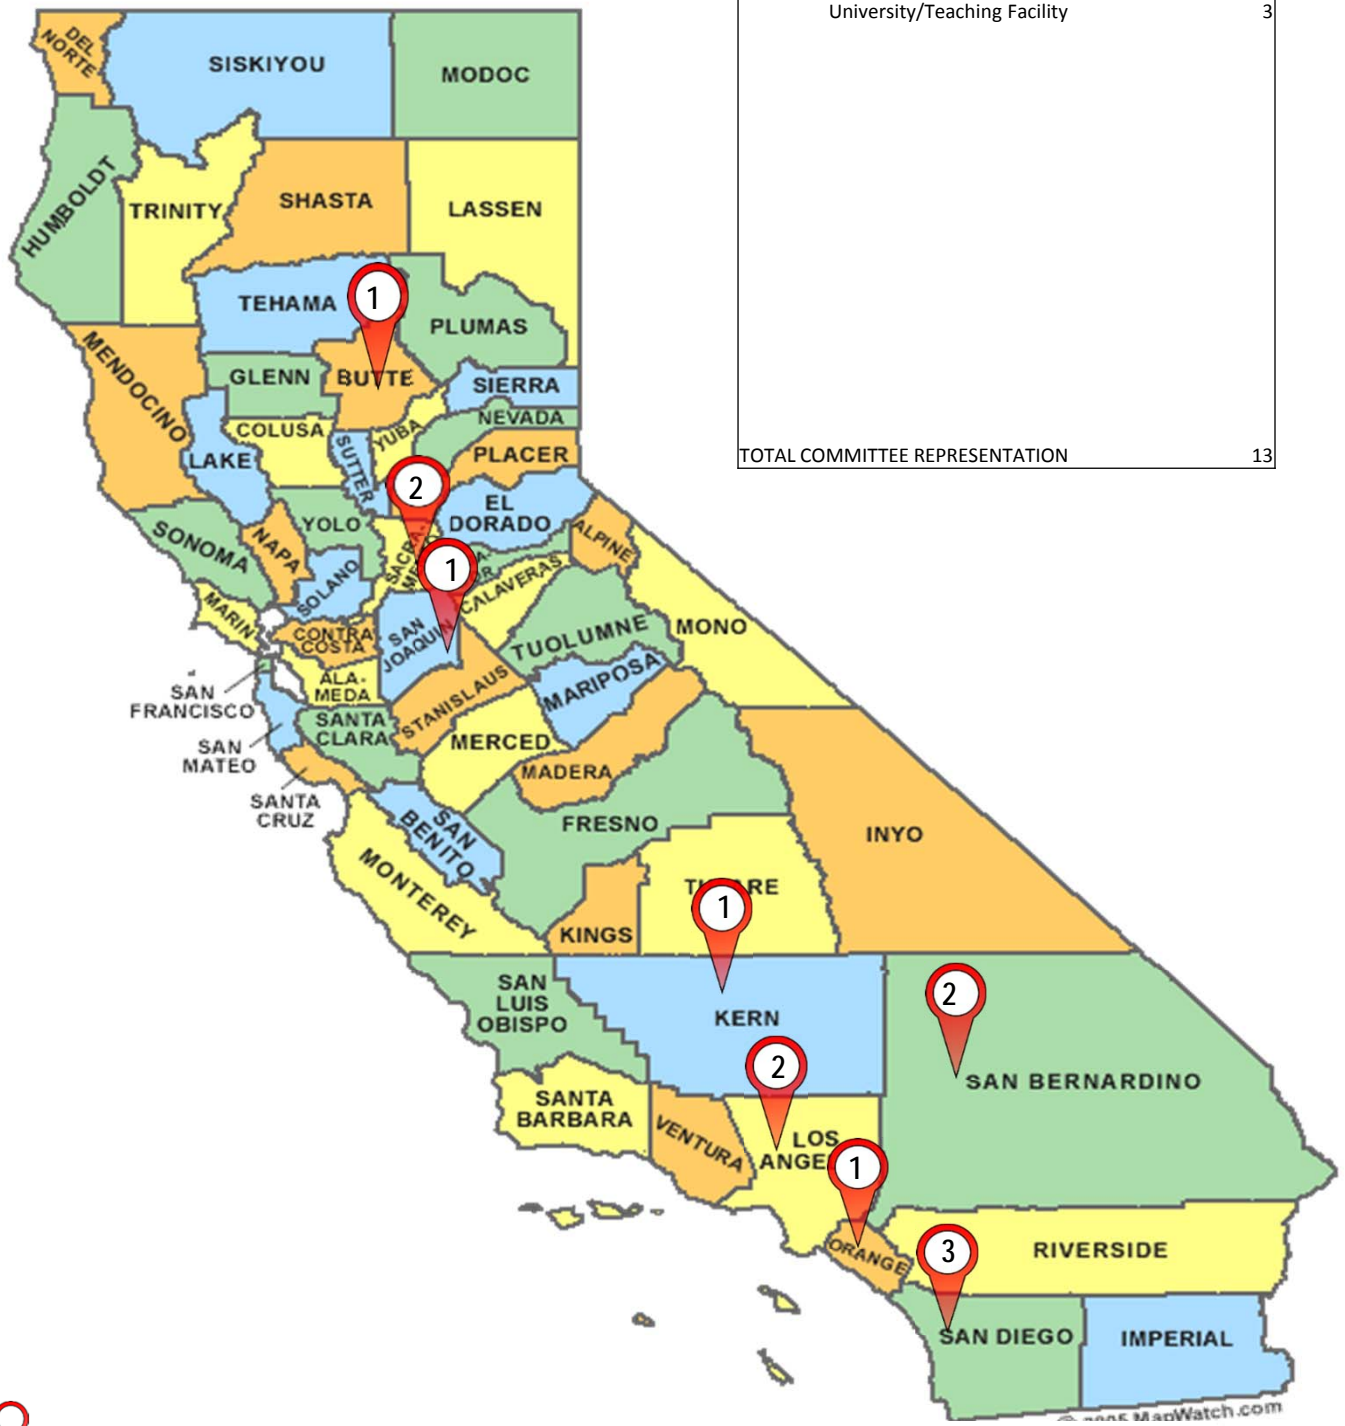 University/Teaching Facility 3
TOTAL COMMITTEE REPRESENTATION 13
DEL
NORTE
SISKIYOU
MODOC
HUMBOLDT
TRINITY
SHASTA
LASSEN
TEHAMA
1
PLUMAS
MENDOCINO
GLENN
BUTTE
SIERRA
NEVADA
COLUSA
SUTTER
YUBA
LAKE
PLACER
2
EL
DORADO
YOLO
SONOMA
NAPA
SACRA-
ALPINE
SOLANO
1
CALAVERAS
MARIN
CONTRA
COSTA
SAN
JOAQUIN
TUOLUMNE
MONO
ALA-
MEDA
SAN
FRANCISCO
STANISLAUS
MARIPOSA
SANTA
CLARA
SAN
MATEO
MERCED
MADERA
SANTA
CRUZ
SAN
BENITO
FRESNO
INYO
MONTEREY
KINGS
1
SAN
LUIS
OBISPO
KERN
2
SAN BERNARDINO
2
SANTA
BARBARA
VENTURA
LOS
1
ORANGE
3
RIVERSIDE
SAN DIEGO
IMPERIAL
MapWatch.com